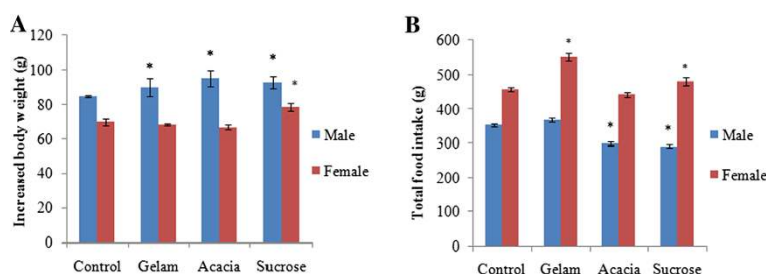 A
Increased body weight (g)
120
100
80
60
40
20
0
* * * *
Control Gelam Acacia Sucrose
Male
Female
B
Total food intake (g)
600
500
400
300
200
100
0
* * * *
Control Gelam Acacia Sucrose
Male
Female